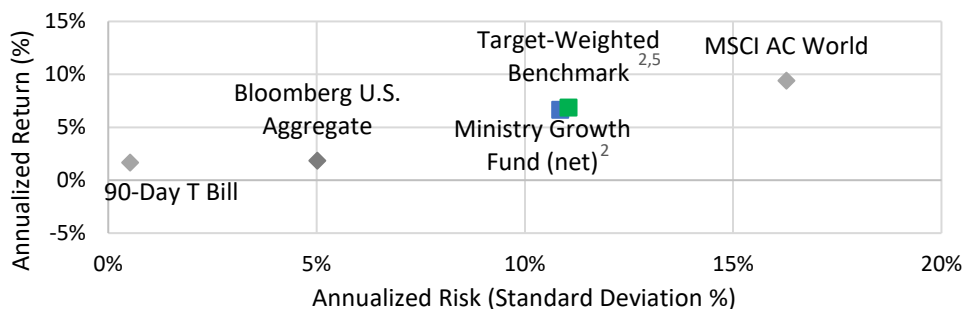 15%
10%
5%
0%
-5%
Annualized Return (%)
Target-Weighted
Benchmark 2,5
MSCI AC World
Bloomberg U.S.
Aggregate
Ministry Growth
Fund (net)2
90-Day T Bill
0%
5%
10%
15%
20%
Annualized Risk (Standard Deviation %)